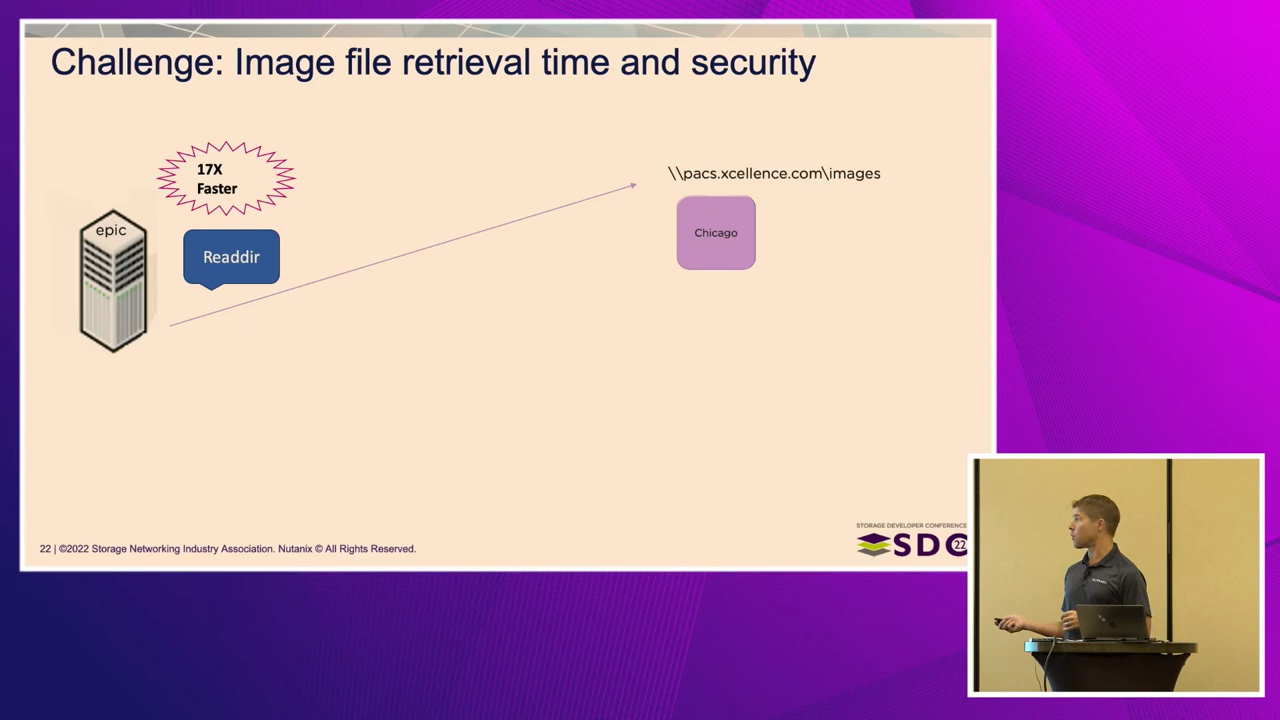 Challenge: Image file retrieval time and security
17X
Faster
\\pacs.xcellence.com\images
epic
Chicago
Readdir
STORAGE DEVELOPER CONFERENCE
SDC
22
22 | ©2022 Storage Networking Industry Association. Nutanix © All Rights Reserved.